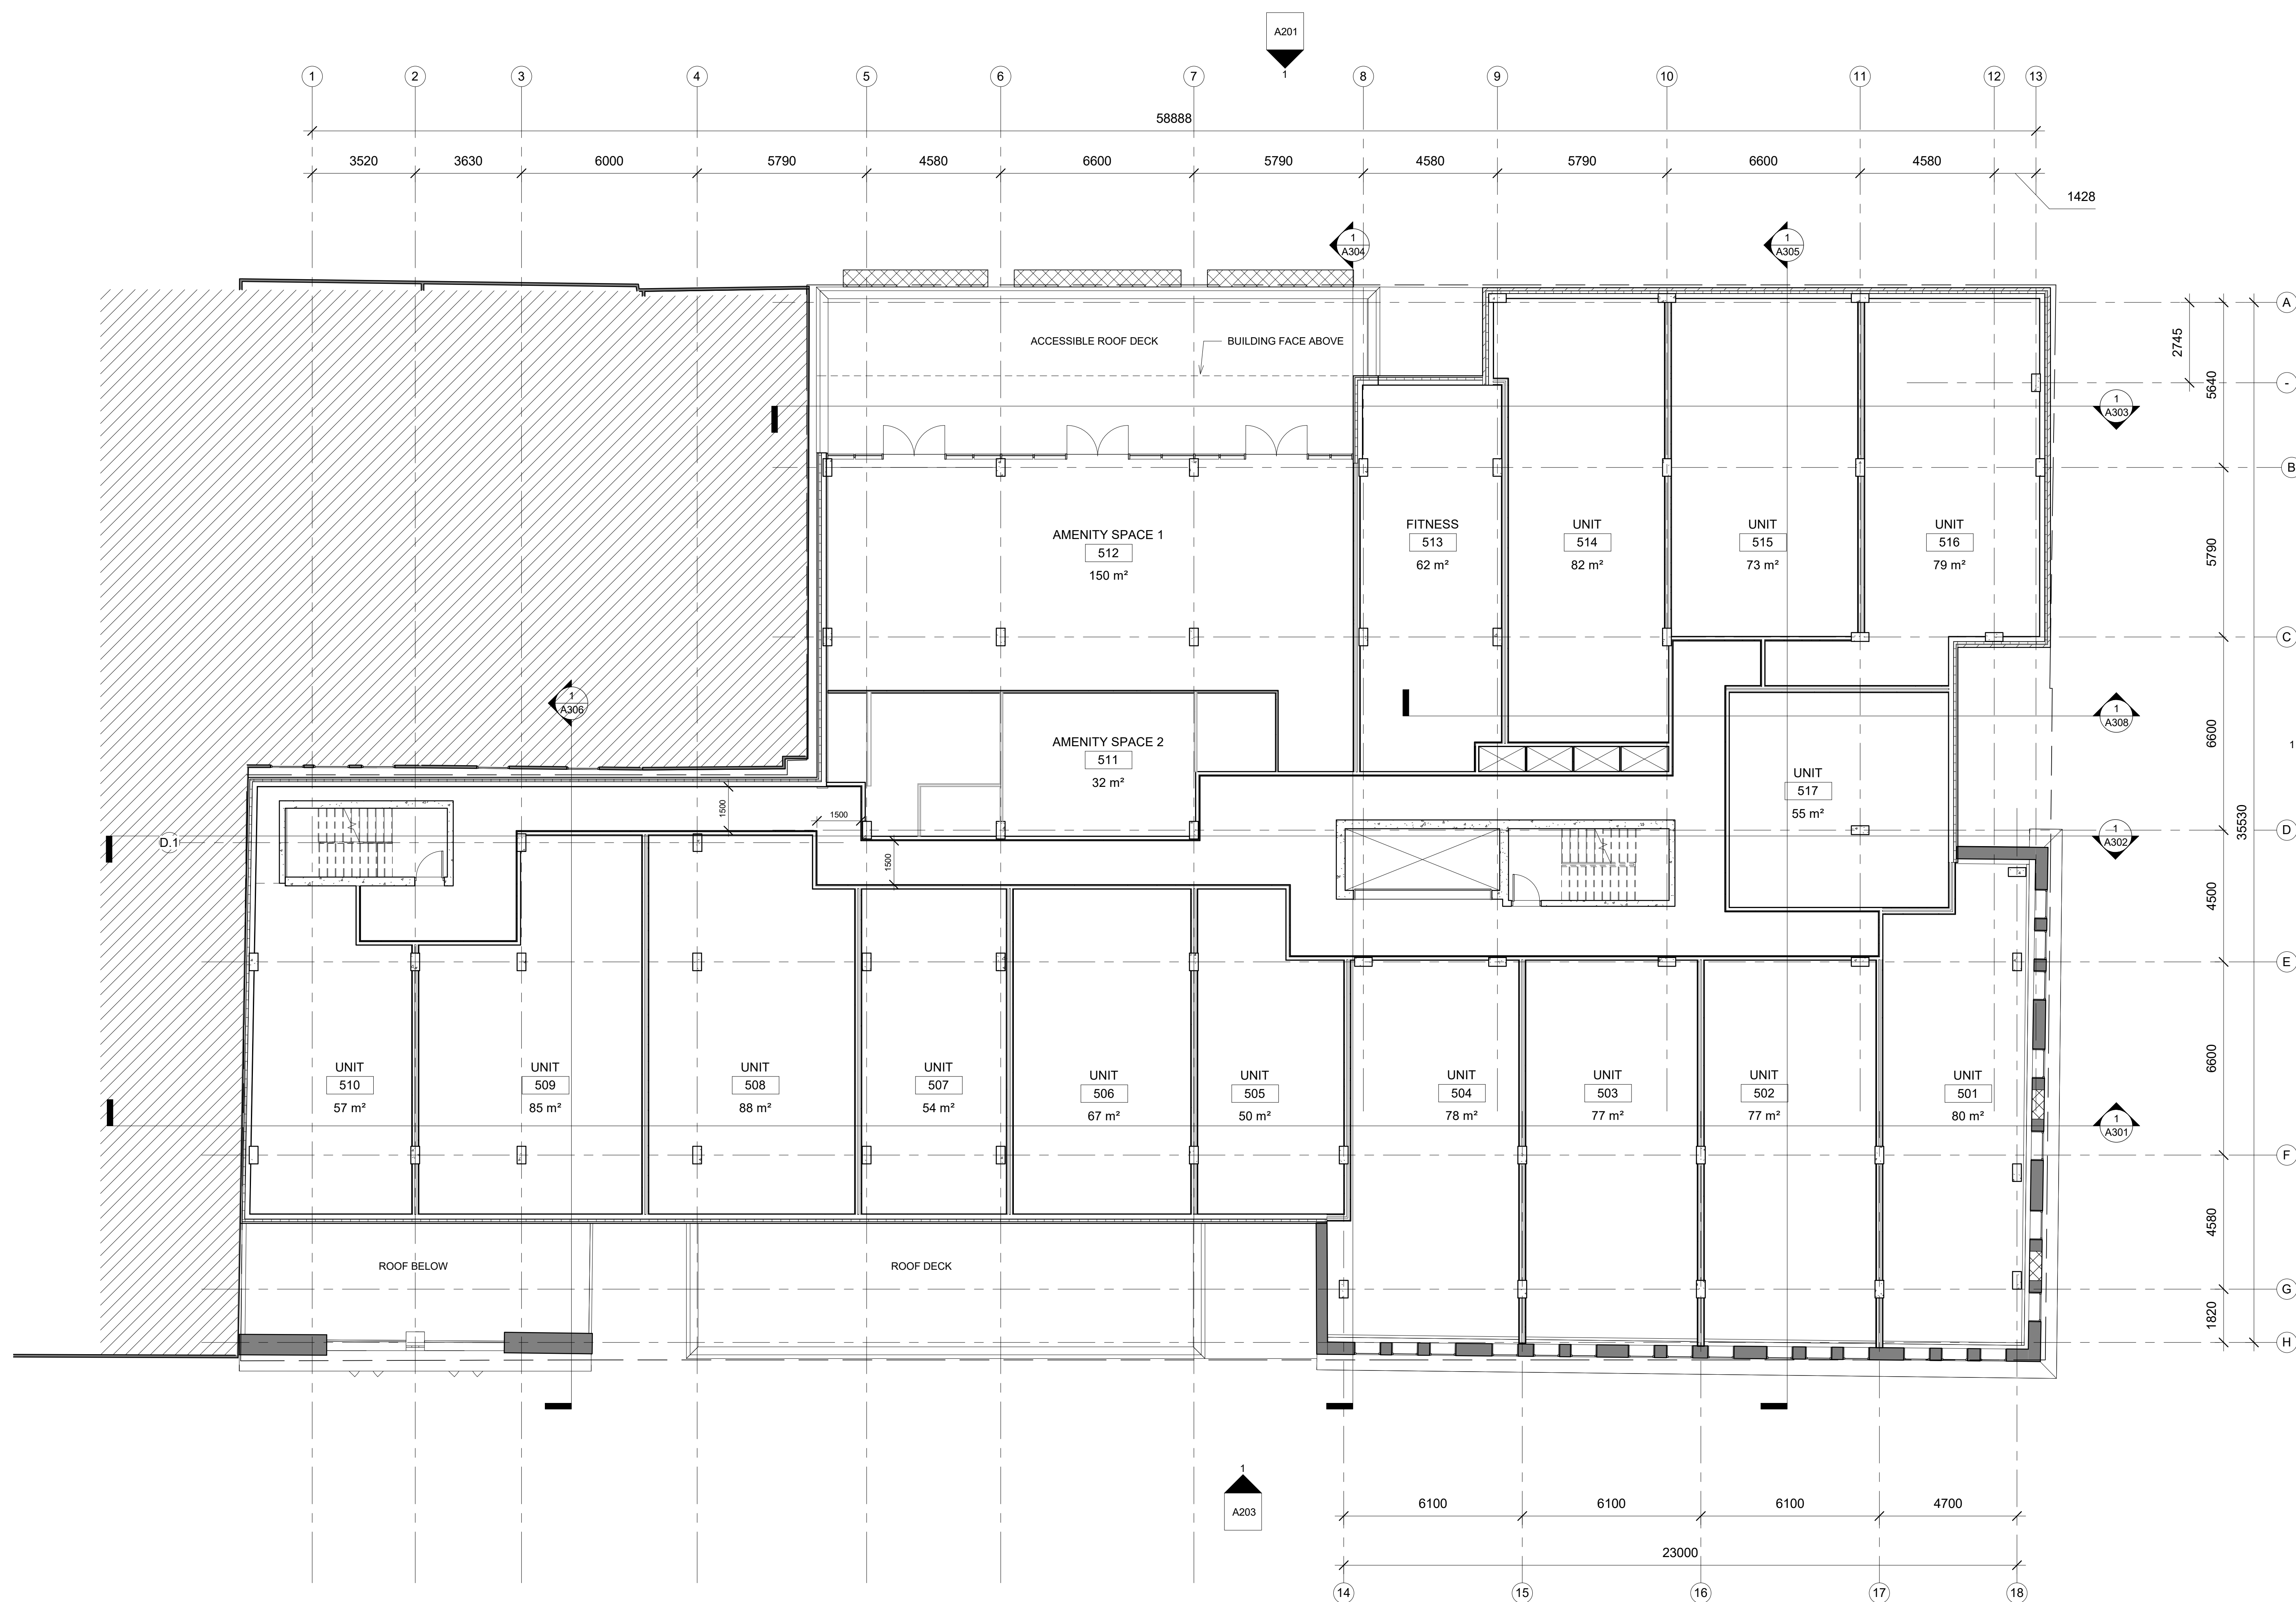 A201
1
1 2 3 4 5 6 7 8 9 10 11 12 13
58888
3520 3630 6000 5790 4580 6600 5790 4580 5790 6600 4580
1428
1
A304
1
A305
A
ACCESSIBLE ROOF DECK
BUILDING FACE ABOVE
2745
5640
-
1
A303
B
AMENITY SPACE 1
512
150 m²
FITNESS
513
62 m²
UNIT
514
82 m²
UNIT
515
73 m²
UNIT
516
79 m²
5790
C
1
A306
1
A308
6600
1
AMENITY SPACE 2
511
32 m²
UNIT
517
55 m²
1500
1500
1500
D.1
1
A302
35530
D
4500
E
UNIT
510
57 m²
UNIT
509
85 m²
UNIT
508
88 m²
UNIT
507
54 m²
UNIT
506
67 m²
UNIT
505
50 m²
UNIT
504
78 m²
UNIT
503
77 m²
UNIT
502
77 m²
UNIT
501
80 m²
6600
1
A301
F
4580
ROOF BELOW
ROOF DECK
G
1820
H
1
A203
6100 6100 6100 4700
23000
14 15 16 17 18